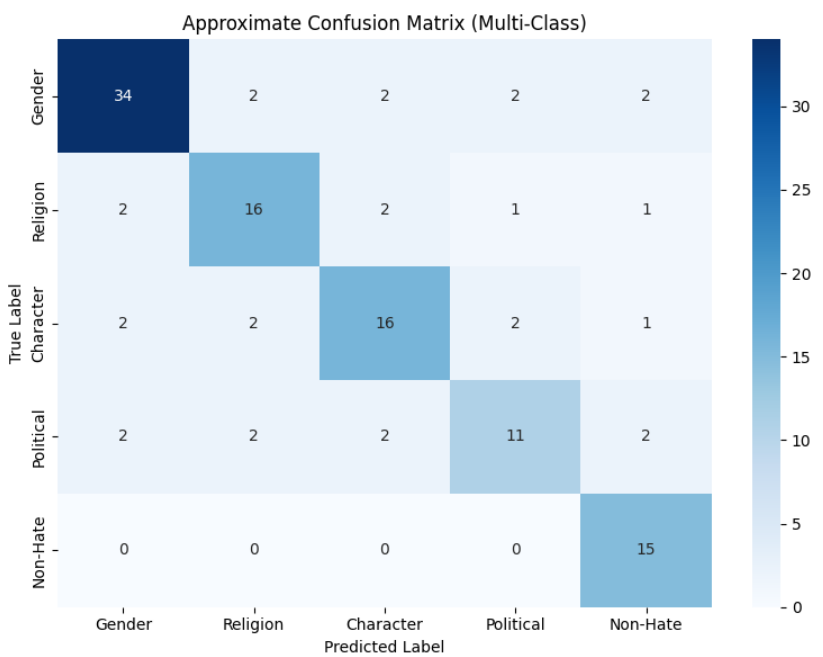 Approximate Confusion Matrix (Multi-Class)
True Label
Gender 34 2 2 2 2
Religion 2 16 2 1 1
Character 2 2 16 2 1
Political 2 2 2 11 2
Non-Hate 0 0 0 0 15
Gender Religion Character Political Non-Hate
Predicted Label
30
25
20
15
10
5
0